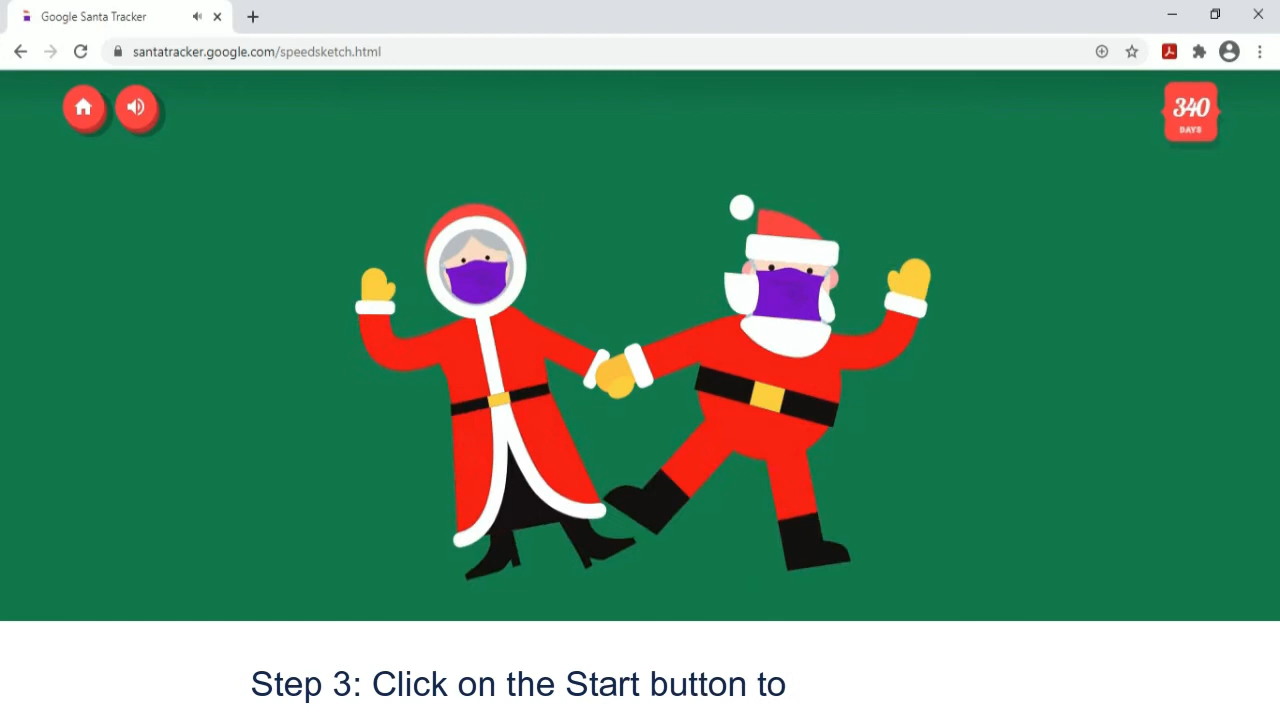 Google Santa Tracker
santatracker.google.com/speedsketch.html
340
DAYS
Step 3: Click on the Start button to